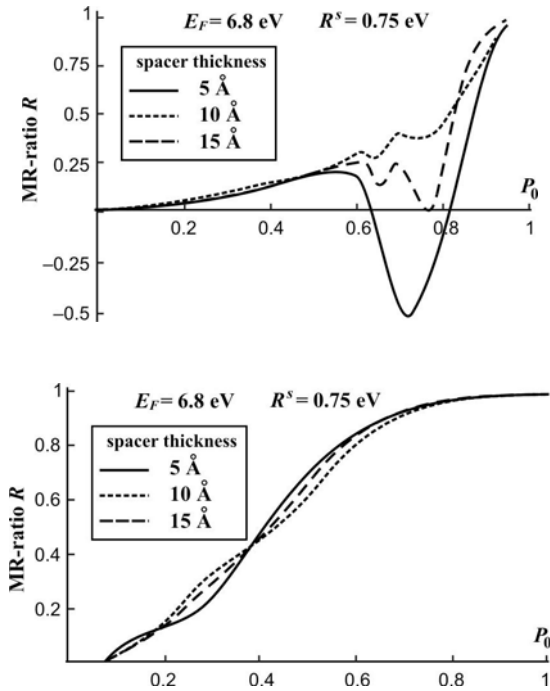 E_F = 6.8 eV R^s = 0.75 eV
1
0.75
0.25
−0.25
−0.5
MR-ratio R
spacer thickness
5 Å
10 Å
15 Å
P_0
0.2 0.4 0.6 0.8 1
E_F = 6.8 eV R^s = 0.75 eV
1
0.8
0.6
0.4
0.2
MR-ratio R
spacer thickness
5 Å
10 Å
15 Å
P_0
0.2 0.4 0.6 0.8 1